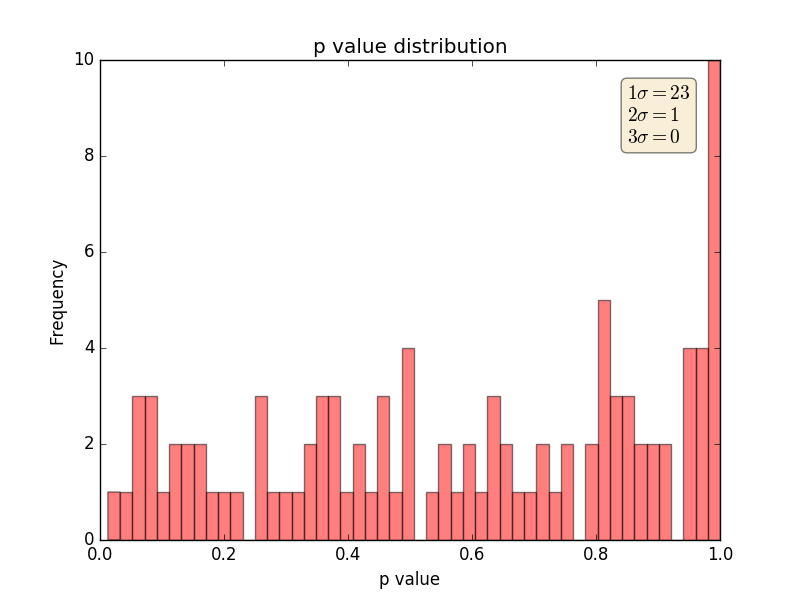 p value distribution
10
8
6
4
2
0
Frequency
1σ = 23
2σ = 1
3σ = 0
0.0 0.2 0.4 0.6 0.8 1.0
p value